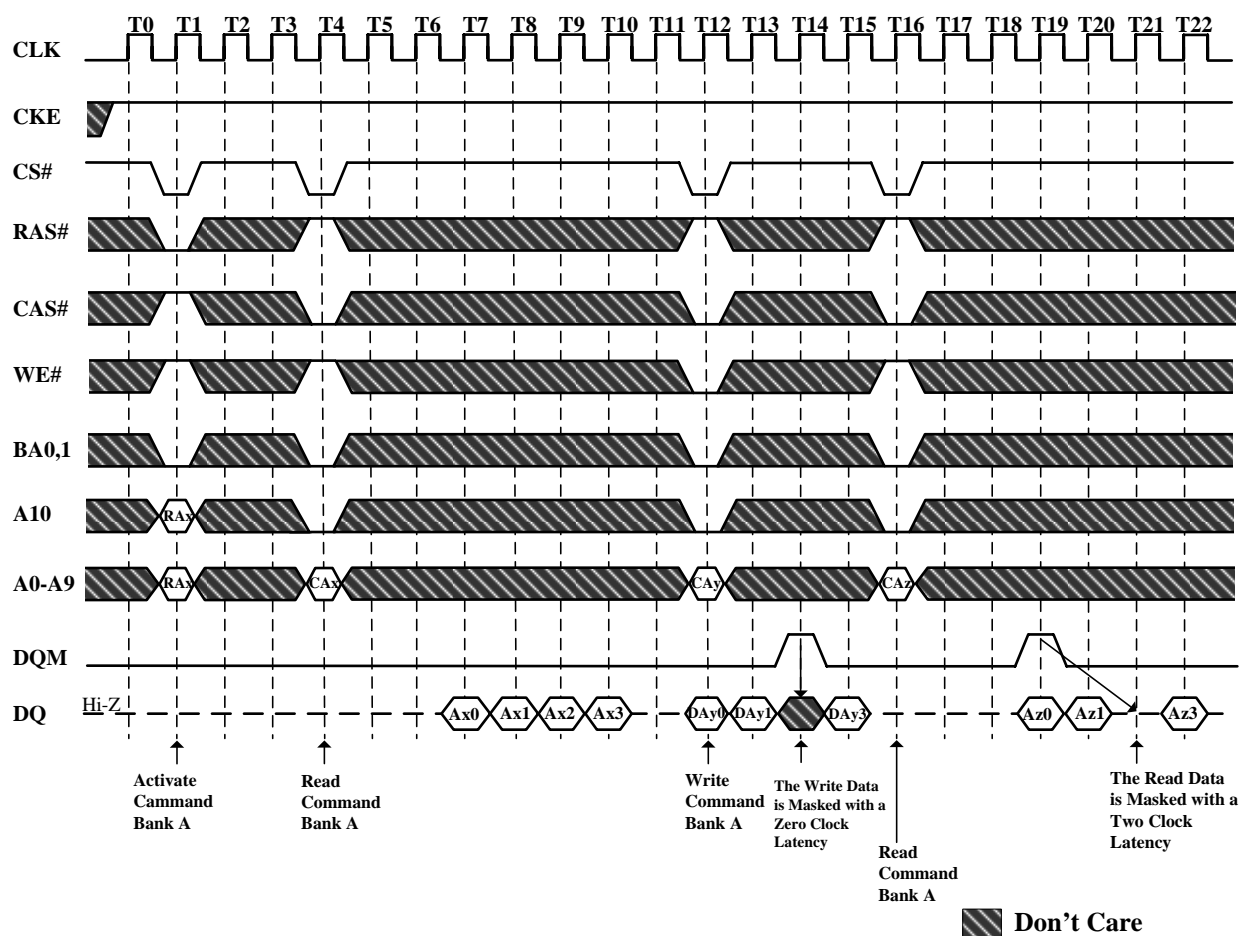 T0 T1 T2 T3 T4 T5 T6 T7 T8 T9 T10 T11 T12 T13 T14 T15 T16 T17 T18 T19 T20 T21 T22
CLK
CKE
CS#
RAS#
CAS#
WE#
BA0,1
A10 RAx
A0-A9 RAx CAx CAy CAz
DQM
Hi-Z
DQ Ax0 Ax1 Ax2 Ax3 DAy0 DAy1 DAy3 Az0 Az1 Az3
Activate
Cammand
Bank A
Read
Command
Bank A
Write
Command
Bank A
The Write Data
is Masked with a
Zero Clock
Latency
Read
Command
Bank A
The Read Data
is Masked with a
Two Clock
Latency
Don't Care